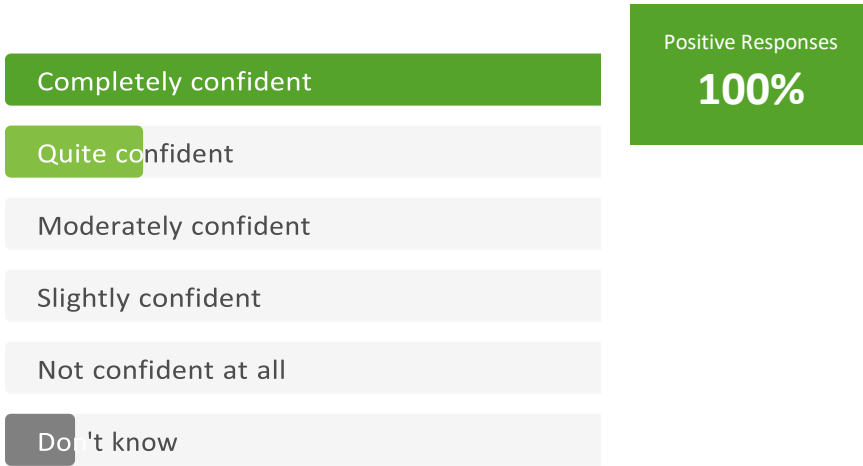 Positive Responses
100%
Completely confident
Quite confident
Moderately confident
Slightly confident
Not confident at all
Don't know